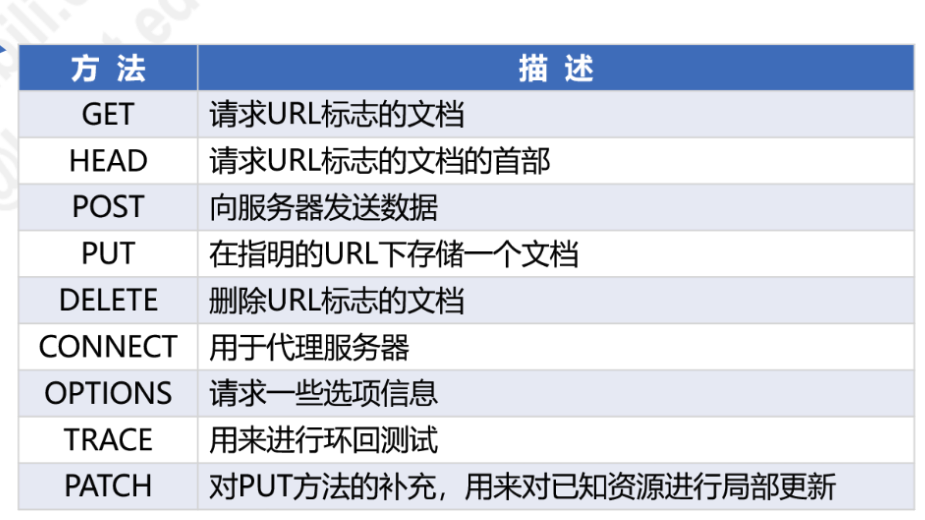 方 法 描 述
GET 请求URL标志的文档
HEAD 请求URL标志的文档的首部
POST 向服务器发送数据
PUT 在指明的URL下存储一个文档
DELETE 删除URL标志的文档
CONNECT 用于代理服务器
OPTIONS 请求一些选项信息
TRACE 用来进行环回测试
PATCH 对PUT方法的补充，用来对已知资源进行局部更新